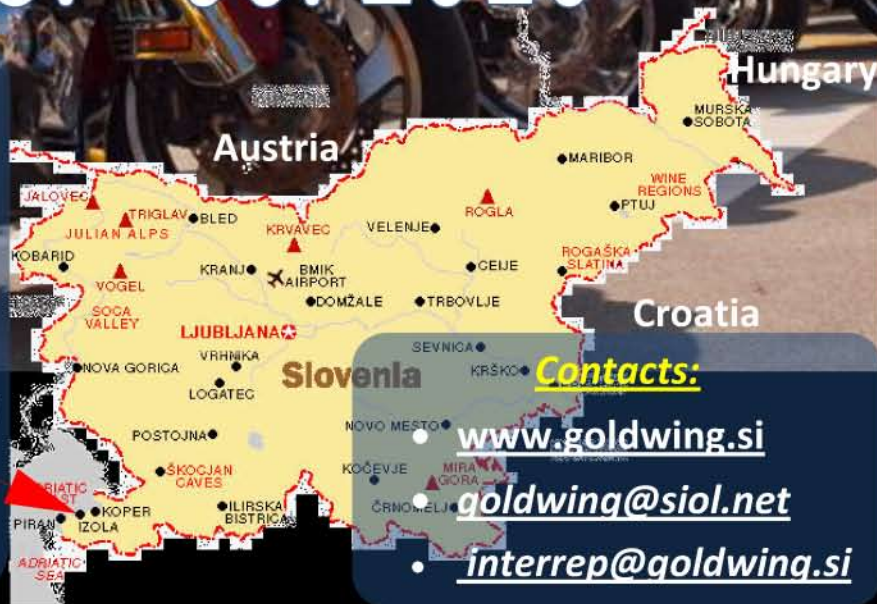 Hungary
MURSKA
SOBOTA
Austria
MARIBOR
WINE
REGIONS
JALOVEC
TRIGLAV
BLED
JULIAN ALPS
KRVAVEC
VELENJE
ROGLA
PTUJ
KOBARID
VOGEL
KRANJ
BMIK
AIRPORT
CEIJE
ROGAŠKA
SLATINA
DOMŽALE
TRBOVLJE
SOCA
VALLEY
Croatia
LJUBLJANA
VRHNIKA
SEVNICA
NOVA GORICA
Slovenia
KRŠKO
Contacts:
LOGATEC
POSTOJNA
NOVO MESTO
• www.goldwing.si
ŠKOCJAN
CAVES
KOČEVJE
MIRA
GORA
ČRNOMELJ
• goldwing@siol.net
KOPER
PIRAN
IZOLA
ILIRSKA
BISTRICA
ADRIATIC
SEA
• interrep@goldwing.si